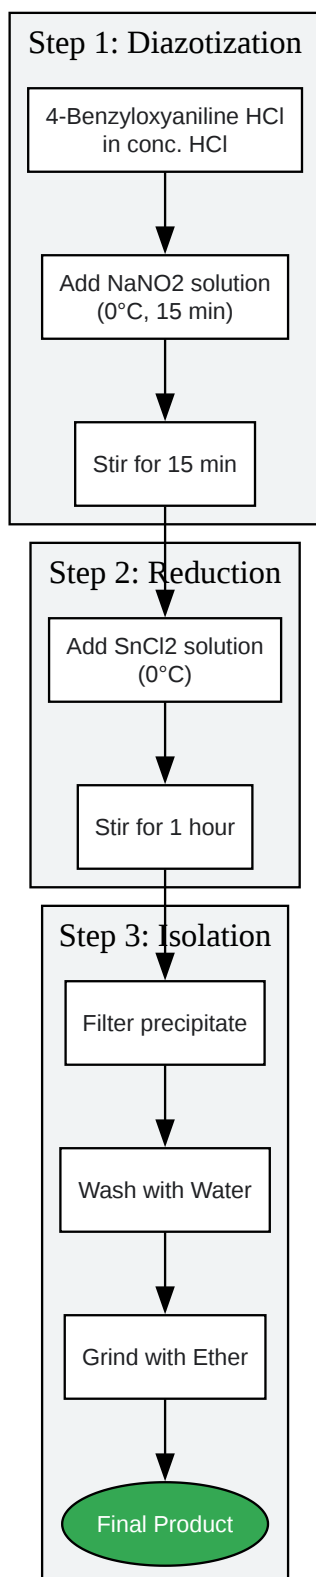 Step 1: Diazotization
4-Benzyloxyaniline HCl
in conc. HCl
Add NaNO2 solution
(0°C, 15 min)
Stir for 15 min
Step 2: Reduction
Add SnCl2 solution
(0°C)
Stir for 1 hour
Step 3: Isolation
Filter precipitate
Wash with Water
Grind with Ether
Final Product